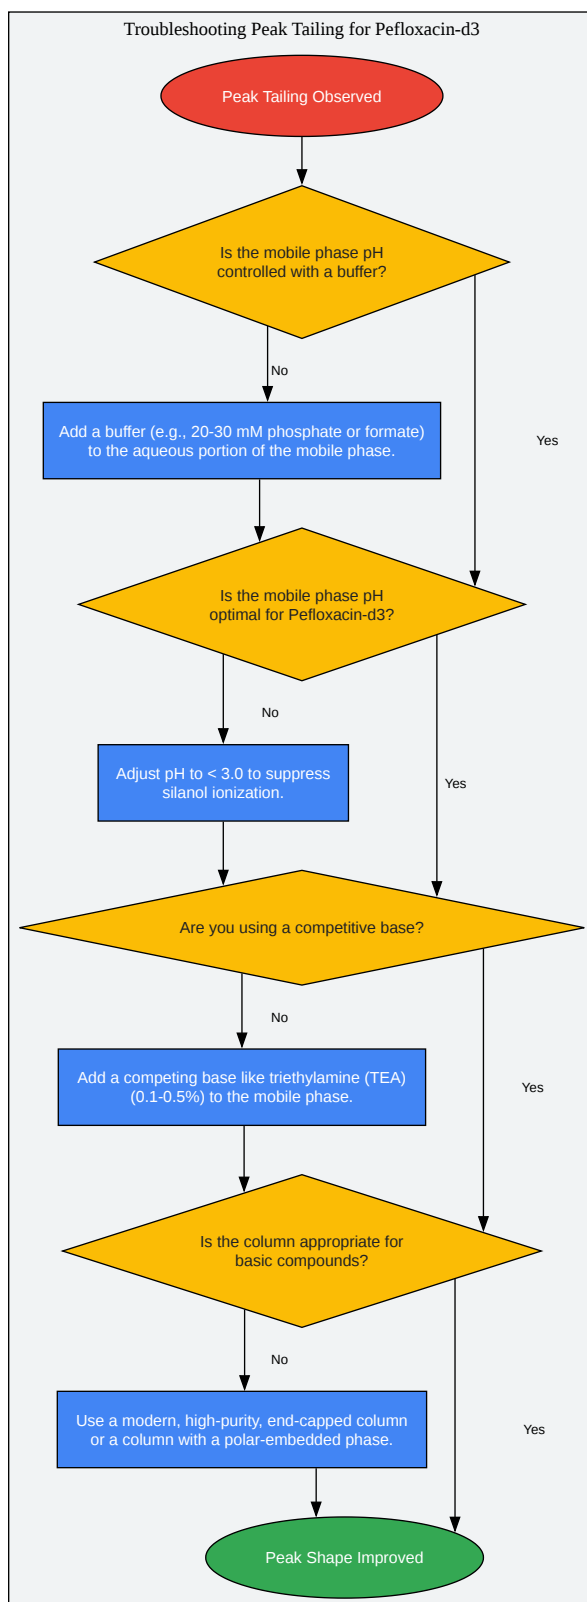 Troubleshooting Peak Tailing for Pefloxacin-d3
Peak Tailing Observed
Is the mobile phase pH
controlled with a buffer?
No
Add a buffer (e.g., 20-30 mM phosphate or formate)
to the aqueous portion of the mobile phase.
Yes
Is the mobile phase pH
optimal for Pefloxacin-d3?
No
Adjust pH to < 3.0 to suppress
silanol ionization.
Yes
Are you using a competitive base?
No
Add a competing base like triethylamine (TEA)
(0.1-0.5%) to the mobile phase.
Yes
Is the column appropriate for
basic compounds?
No
Use a modern, high-purity, end-capped column
or a column with a polar-embedded phase.
Yes
Peak Shape Improved